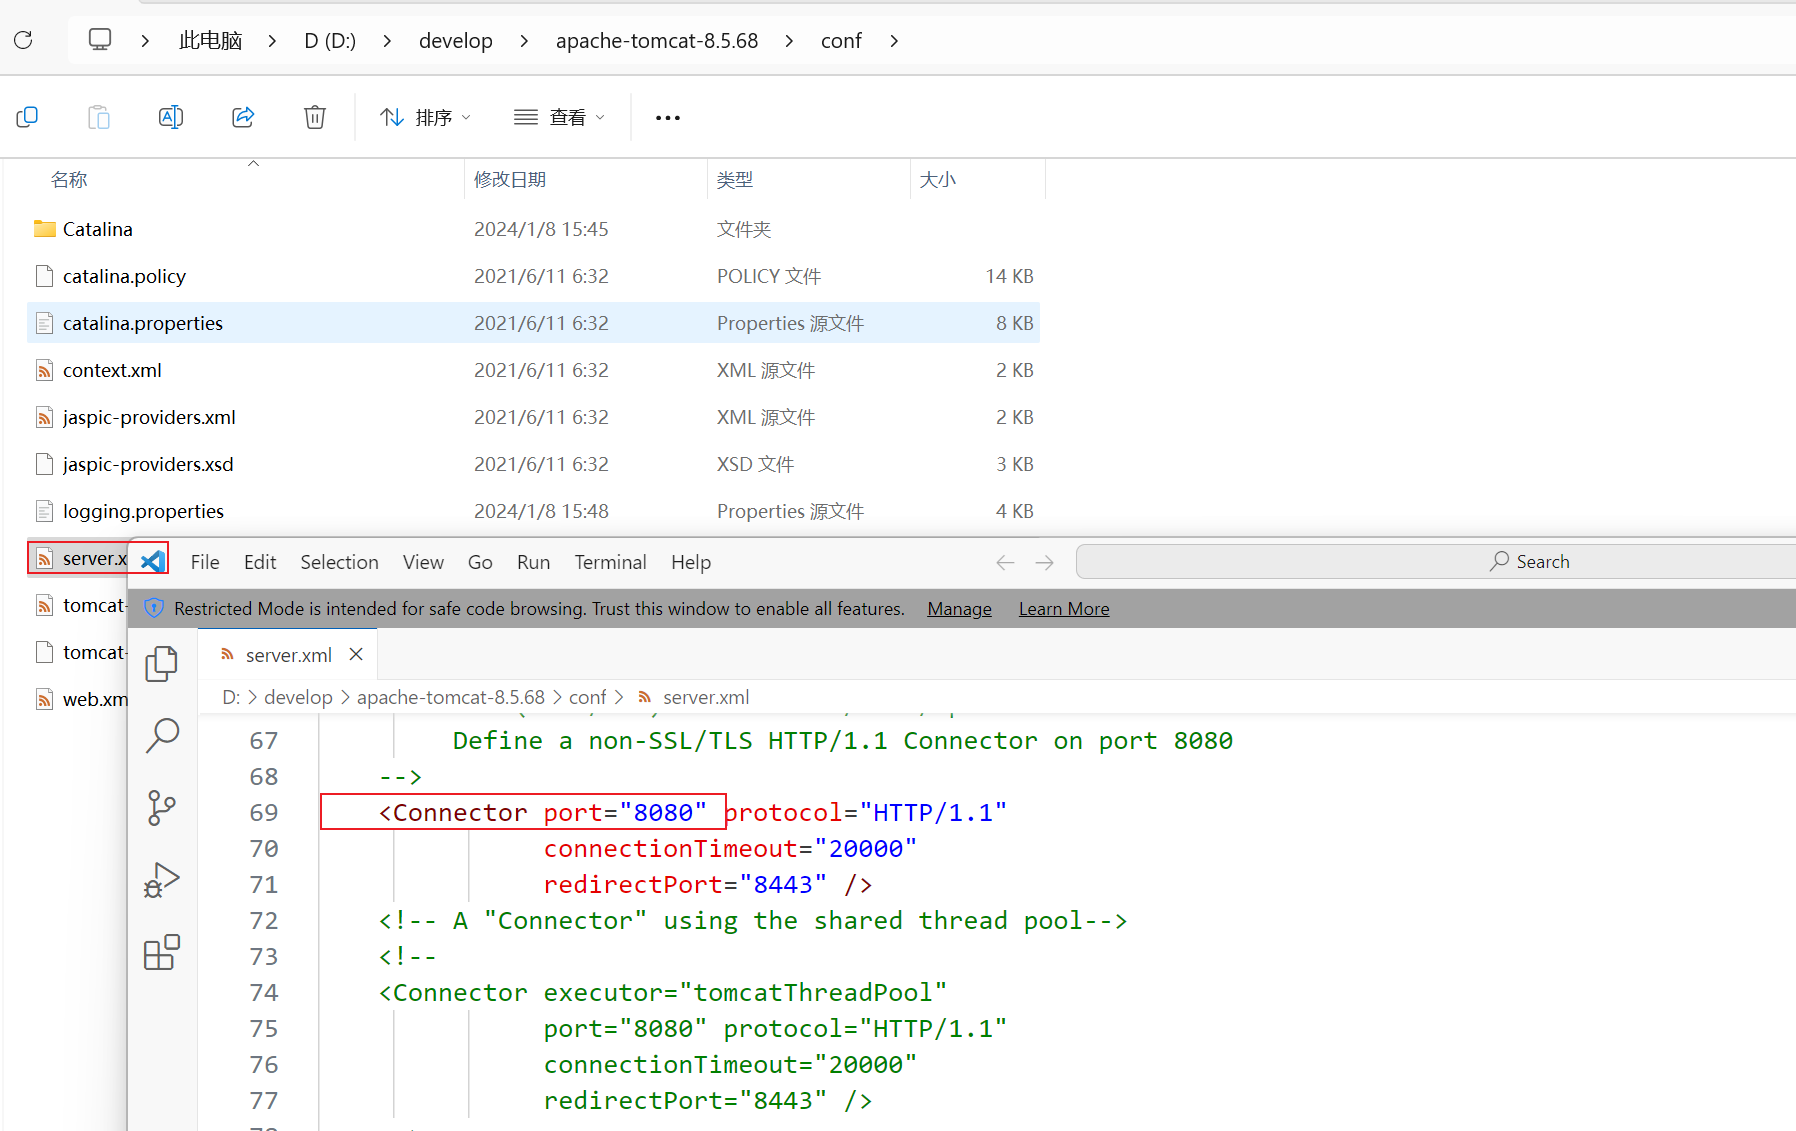 此电脑 > D (D:) > develop > apache-tomcat-8.5.68 > conf >
排序 查看 •••
名称 修改日期 类型 大小
Catalina 2024/1/8 15:45 文件夹
catalina.policy 2021/6/11 6:32 POLICY 文件 14 KB
catalina.properties 2021/6/11 6:32 Properties 源文件 8 KB
context.xml 2021/6/11 6:32 XML 源文件 2 KB
jaspic-providers.xml 2021/6/11 6:32 XML 源文件 2 KB
jaspic-providers.xsd 2021/6/11 6:32 XSD 文件 3 KB
logging.properties 2024/1/8 15:48 Properties 源文件 4 KB
server.x
tomcat-
tomcat-
web.xm
File Edit Selection View Go Run Terminal Help Search
Restricted Mode is intended for safe code browsing. Trust this window to enable all features. Manage Learn More
server.xml
D: > develop > apache-tomcat-8.5.68 > conf > server.xml
67 Define a non-SSL/TLS HTTP/1.1 Connector on port 8080
68 -->
69 <Connector port="8080" protocol="HTTP/1.1"
70 connectionTimeout="20000"
71 redirectPort="8443" />
72 <!-- A "Connector" using the shared thread pool-->
73 <!--
74 <Connector executor="tomcatThreadPool"
75 port="8080" protocol="HTTP/1.1"
76 connectionTimeout="20000"
77 redirectPort="8443" />